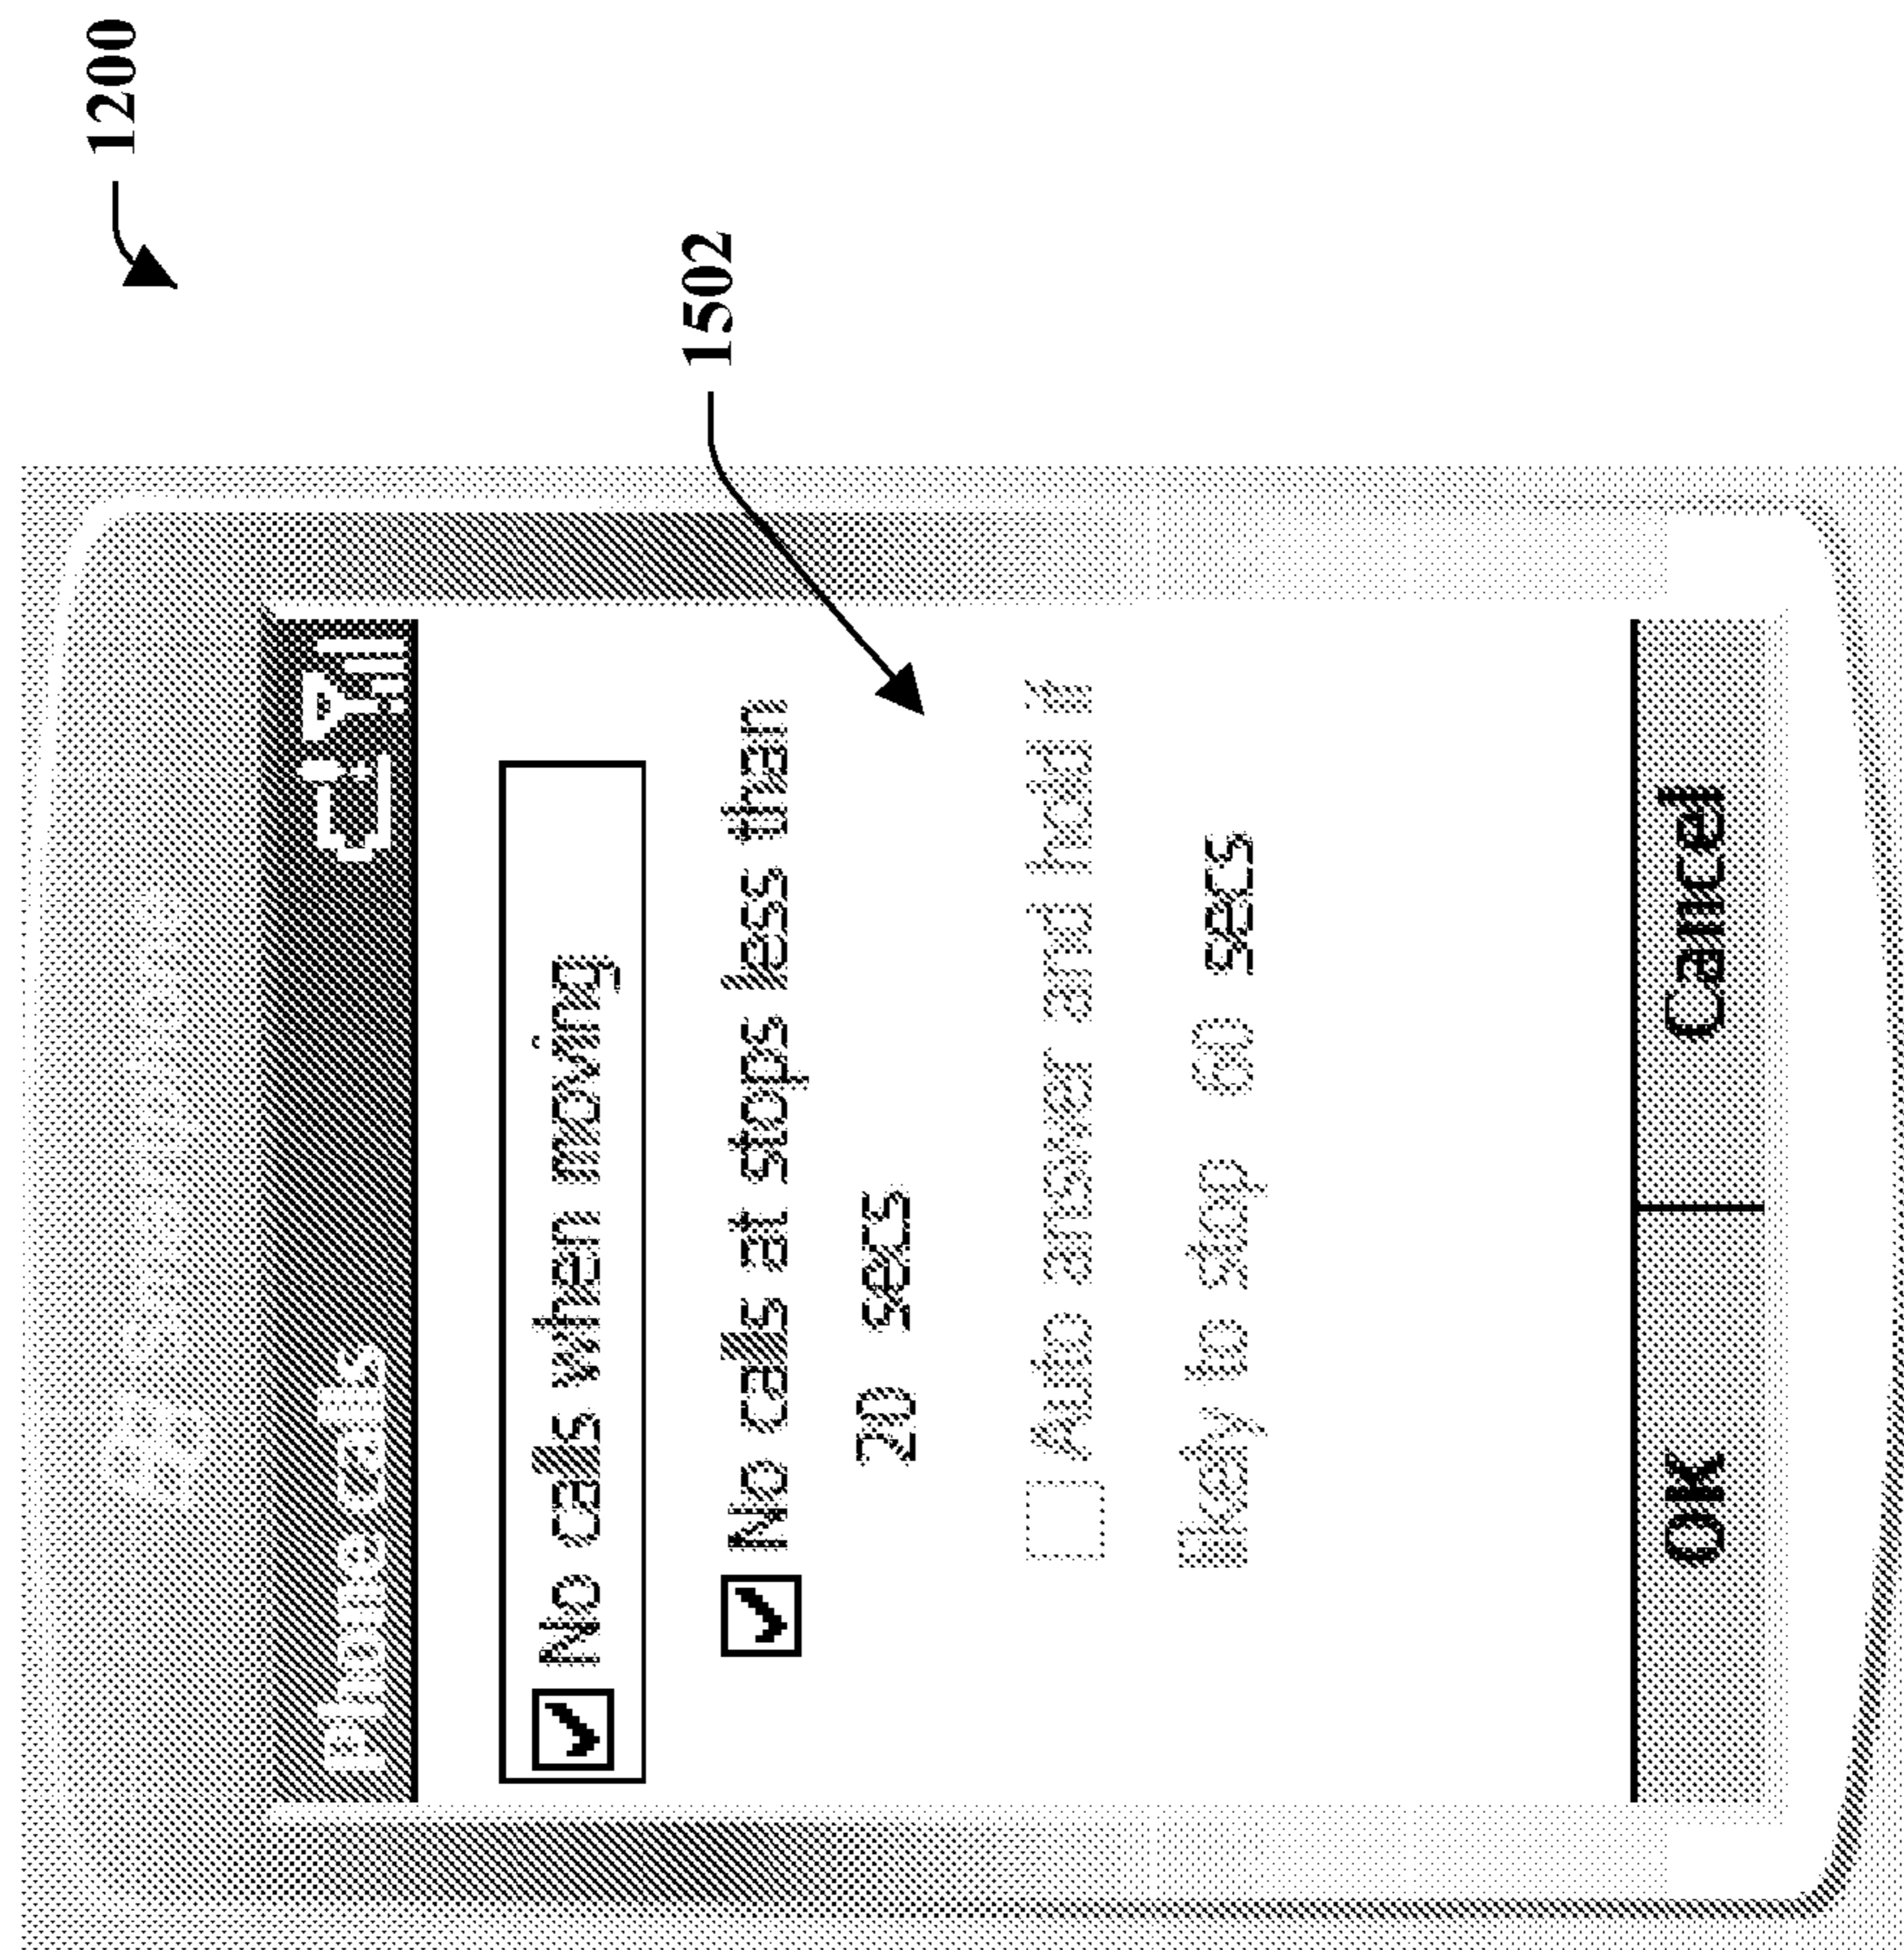 1200
1502
Phone calls
No calls when moving
No calls at stops less than
20 secs
Auto answer and hold if
likely to stop 60 secs
OK Cancel